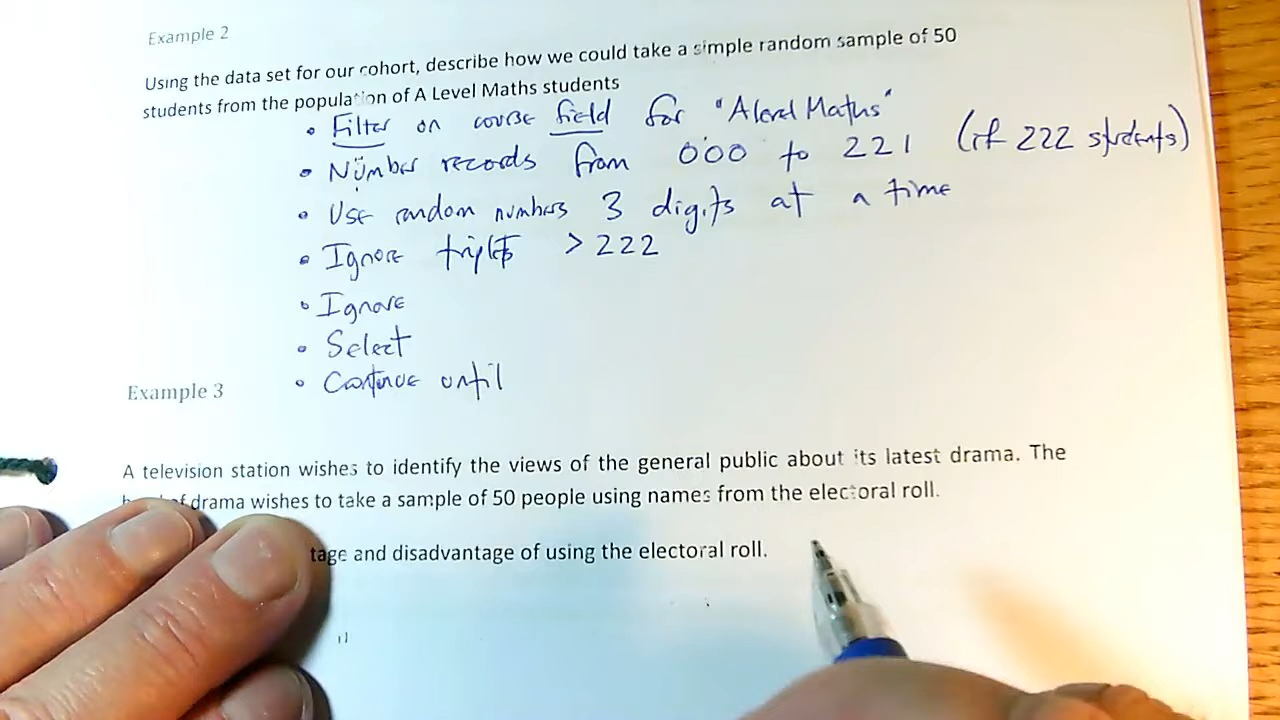 Example 2
Using the data set for our cohort, describe how we could take a simple random sample of 50
students from the population of A Level Maths students
• Filter on course field for "A level Maths"
• Number records from 000 to 221 (if 222 students)
• Use random numbers 3 digits at a time
• Ignore triplets > 222
• Ignore
• Select
• Continue until
Example 3
A television station wishes to identify the views of the general public about its latest drama. The
of drama wishes to take a sample of 50 people using names from the electoral roll.
tage and disadvantage of using the electoral roll.